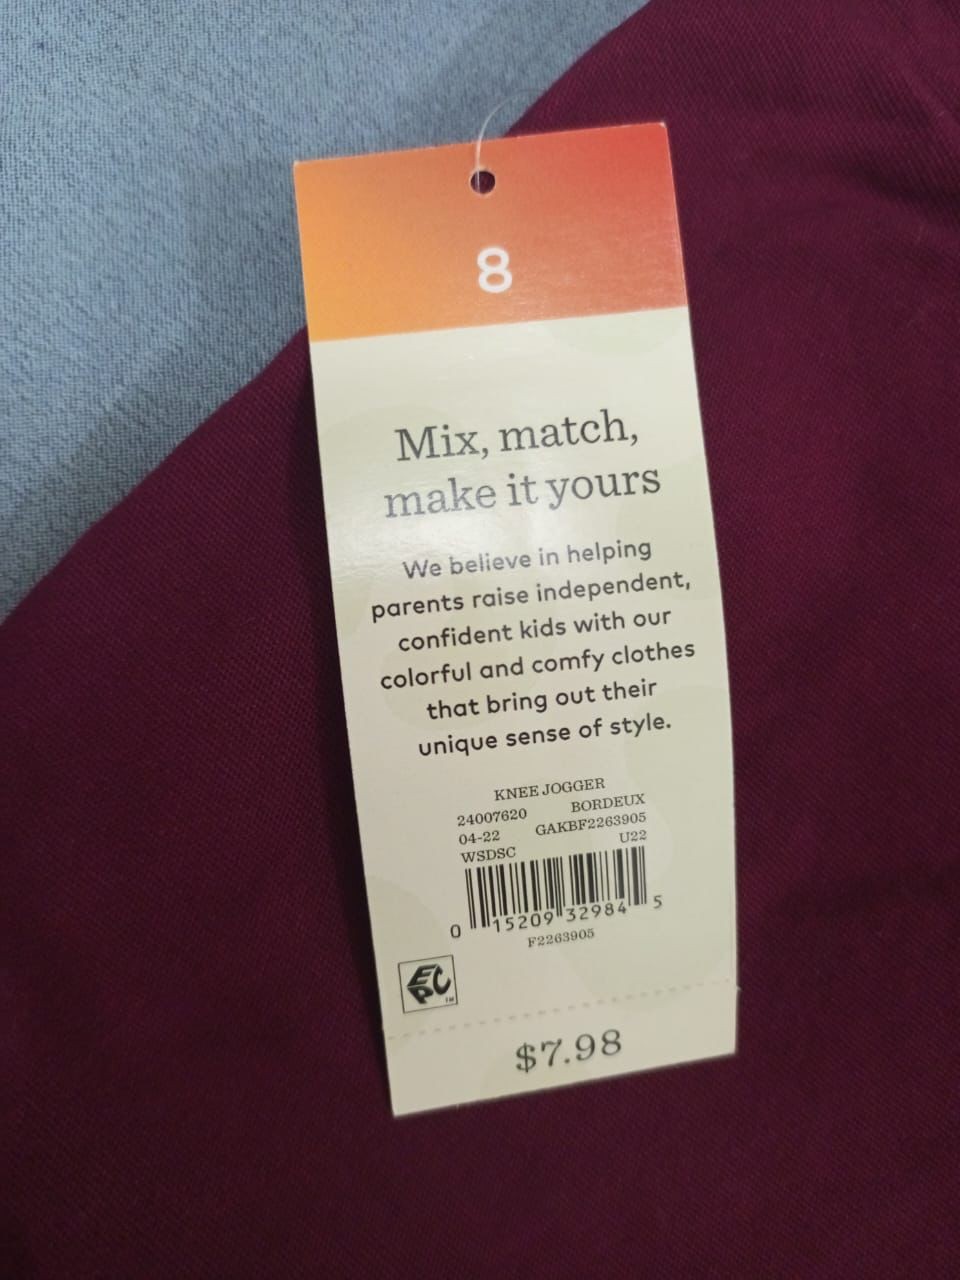 8
Mix, match,
make it yours
We believe in helping
parents raise independent,
confident kids with our
colorful and comfy clothes
that bring out their
unique sense of style.
KNEE JOGGER
24007620 BORDEUX
04-22 GAKBF2263905
WSDSC U22
0 15209 32984 5
F2263905
EPC TM
$7.98